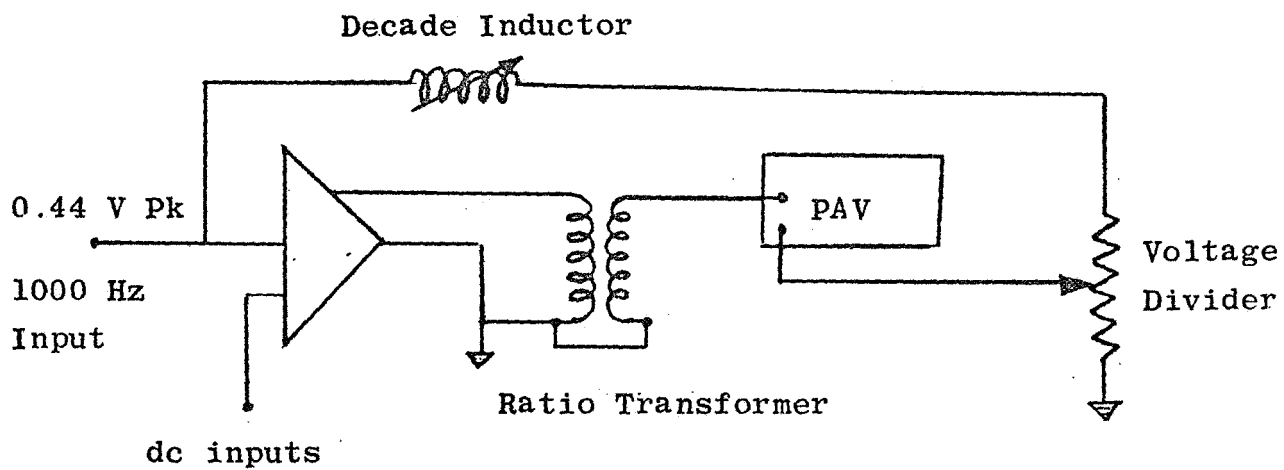 Decade Inductor
0.44 V Pk
1000 Hz
Input
PAV
Voltage
Divider
Ratio Transformer
dc inputs